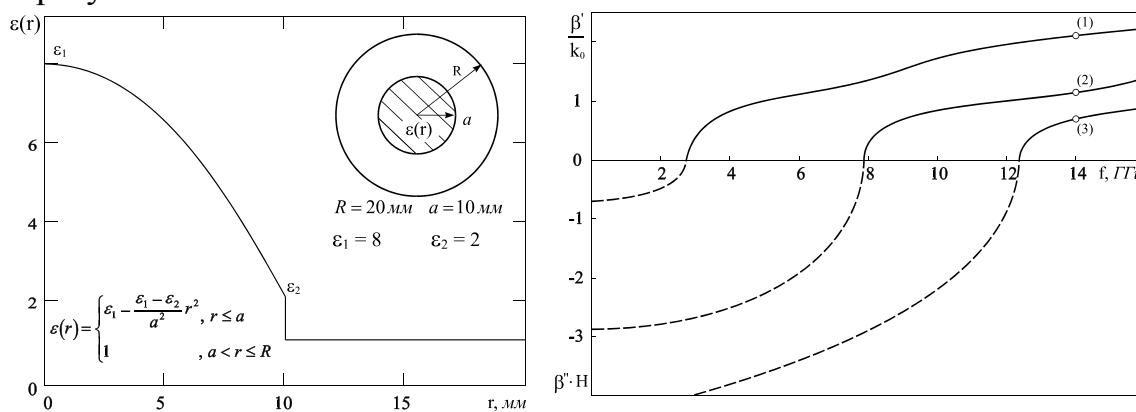 ε(r)
ε₁
6
4
2
0
ε₂
0
5
10
15
r, мм
R
ε(r)
a
R = 20 мм a = 10 мм
ε₁ = 8 ε₂ = 2
ε(r) = { ε₁ - (ε₁ - ε₂)/a² r², r ≤ a
1 , a < r ≤ R
β'/k₀
1
0
-1
-2
-3
β''·H
2 4 6 8 10 12 14 f, ГГ
(1)
(2)
(3)